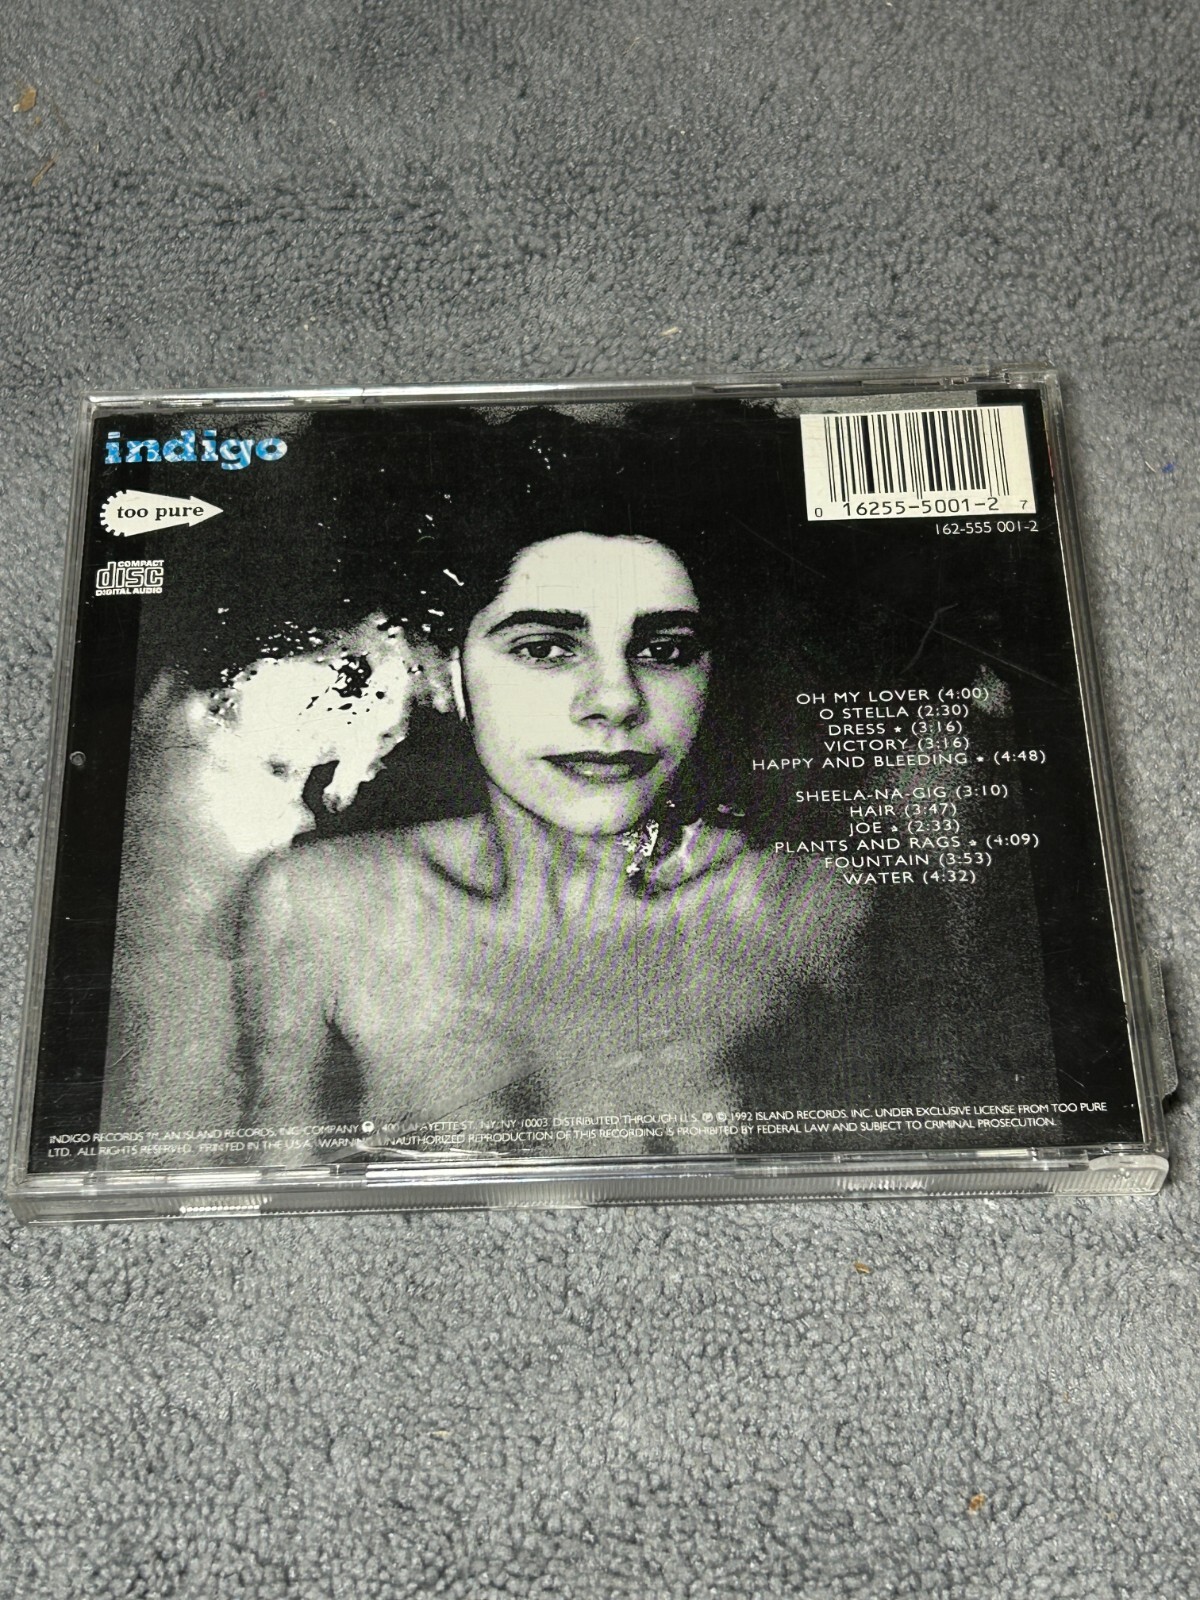 indigo
too pure
COMPACT
disc
DIGITAL AUDIO
0 16255-5001-2 7
162-555 001-2
OH MY LOVER (4:00)
O STELLA (2:30)
DRESS * (3:16)
VICTORY (3:16)
HAPPY AND BLEEDING * (4:48)
SHEELA-NA-GIG (3:10)
HAIR (3:47)
JOE * (2:33)
PLANTS AND RAGS * (4:09)
FOUNTAIN (3:53)
WATER (4:32)
INDIGO RECORDS ™, AN ISLAND RECORDS, INC. COMPANY 400 LAFAYETTE ST. NY, NY 10003 DISTRIBUTED THROUGH U.S. ℗ © 1992 ISLAND RECORDS, INC. UNDER EXCLUSIVE LICENSE FROM TOO PURE
LTD. ALL RIGHTS RESERVED. PRINTED IN THE U.S.A. WARNING: UNAUTHORIZED REPRODUCTION OF THIS RECORDING IS PROHIBITED BY FEDERAL LAW AND SUBJECT TO CRIMINAL PROSECUTION.